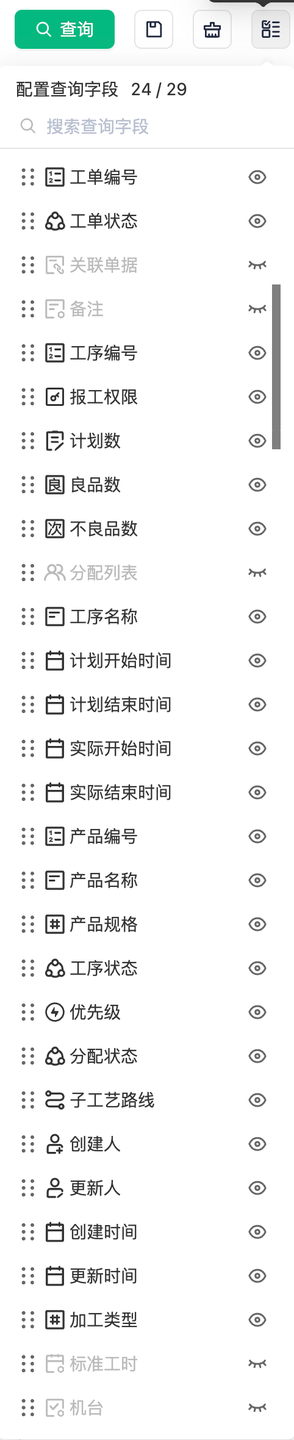 查询
配置查询字段 24 / 29
搜索查询字段
工单编号
工单状态
关联单据
备注
工序编号
报工权限
计划数
良 良品数
次 不良品数
分配列表
工序名称
计划开始时间
计划结束时间
实际开始时间
实际结束时间
产品编号
产品名称
产品规格
工序状态
优先级
分配状态
子工艺路线
创建人
更新人
创建时间
更新时间
加工类型
标准工时
机台